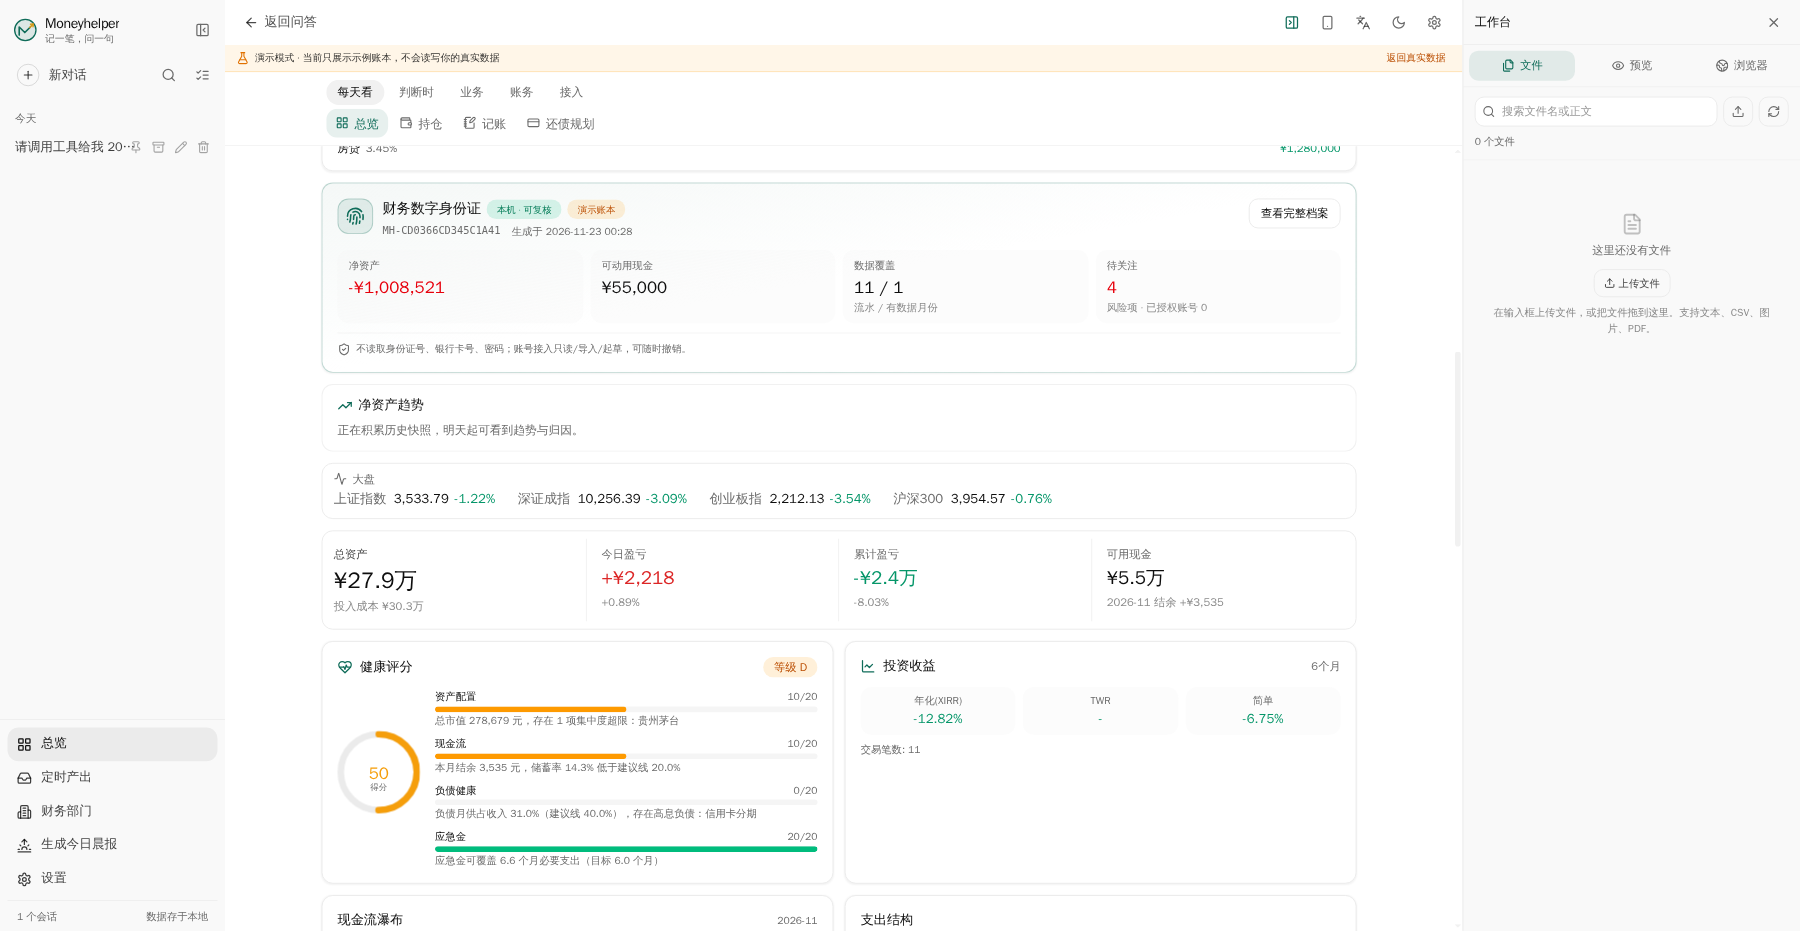 Moneyhelper
记一笔，问一句
新对话
今天
请调用工具给我 20…
总览
定时产出
财务部门
生成今日晨报
设置
1 个会话
数据存于本地
返回问答
演示模式 · 当前只展示示例账本，不会读写你的真实数据
返回真实数据
每天看 判断时 业务 账务 接入
总览 持仓 记账 还债规划
房贷 3.45%
¥1,280,000
财务数字身份证 本机 · 可复核 演示账本
查看完整档案
MH-CD0366CD345C1A41 生成于 2026-11-23 00:28
净资产
-¥1,008,521
可动用现金
¥55,000
数据覆盖
11 / 1
流水 / 有数据月份
待关注
4
风险项 · 已授权账号 0
不读取身份证号、银行卡号、密码；账号接入只读/导入/起草，可随时撤销。
净资产趋势
正在积累历史快照，明天起可看到趋势与归因。
大盘
上证指数 3,533.79 -1.22% 深证成指 10,256.39 -3.09% 创业板指 2,212.13 -3.54% 沪深300 3,954.57 -0.76%
总资产
¥27.9万
投入成本 ¥30.3万
今日盈亏
+¥2,218
+0.89%
累计盈亏
-¥2.4万
-8.03%
可用现金
¥5.5万
2026-11 结余 +¥3,535
健康评分
等级 D
50
得分
资产配置 10/20
总市值 278,679 元，存在 1 项集中度超限：贵州茅台
现金流 10/20
本月结余 3,535 元，储蓄率 14.3% 低于建议线 20.0%
负债健康 0/20
负债月供占收入 31.0%（建议线 40.0%），存在高息负债：信用卡分期
应急金 20/20
应急金可覆盖 6.6 个月必要支出（目标 6.0 个月）
投资收益
6个月
年化(XIRR)
-12.82%
TWR
-
简单
-6.75%
交易笔数: 11
现金流瀑布
2026-11
支出结构
工作台
文件 预览 浏览器
搜索文件名或正文
0 个文件
这里还没有文件
上传文件
在输入框上传文件，或把文件拖到这里。支持文本、CSV、图
片、PDF。